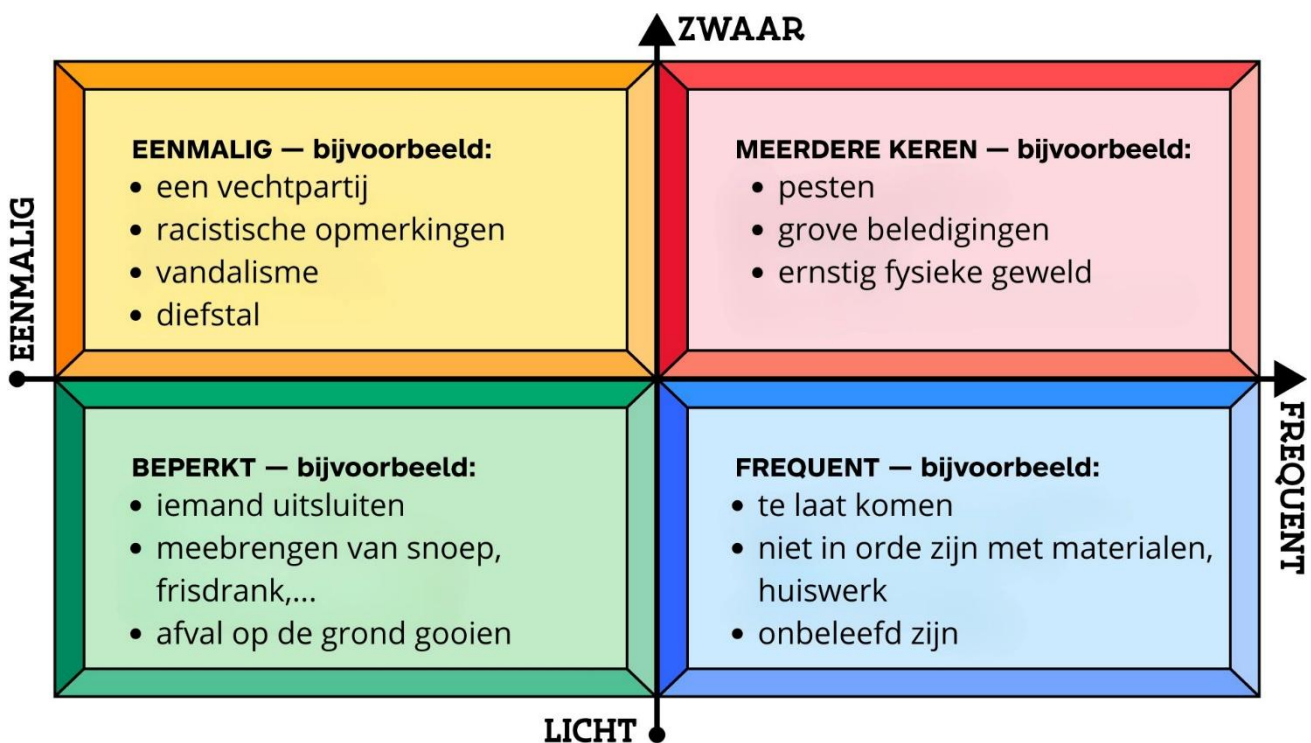 ZWAAR
EENMALIG
EENMALIG — bijvoorbeeld:
• een vechtpartij
• racistische opmerkingen
• vandalisme
• diefstal
MEERDERE KEREN — bijvoorbeeld:
• pesten
• grove beledigingen
• ernstig fysieke geweld
BEPERKT — bijvoorbeeld:
• iemand uitsluiten
• meebrengen van snoep,
frisdrank,...
• afval op de grond gooien
FREQUENT — bijvoorbeeld:
• te laat komen
• niet in orde zijn met materialen,
huiswerk
• onbeleefd zijn
FREQUENT
LICHT